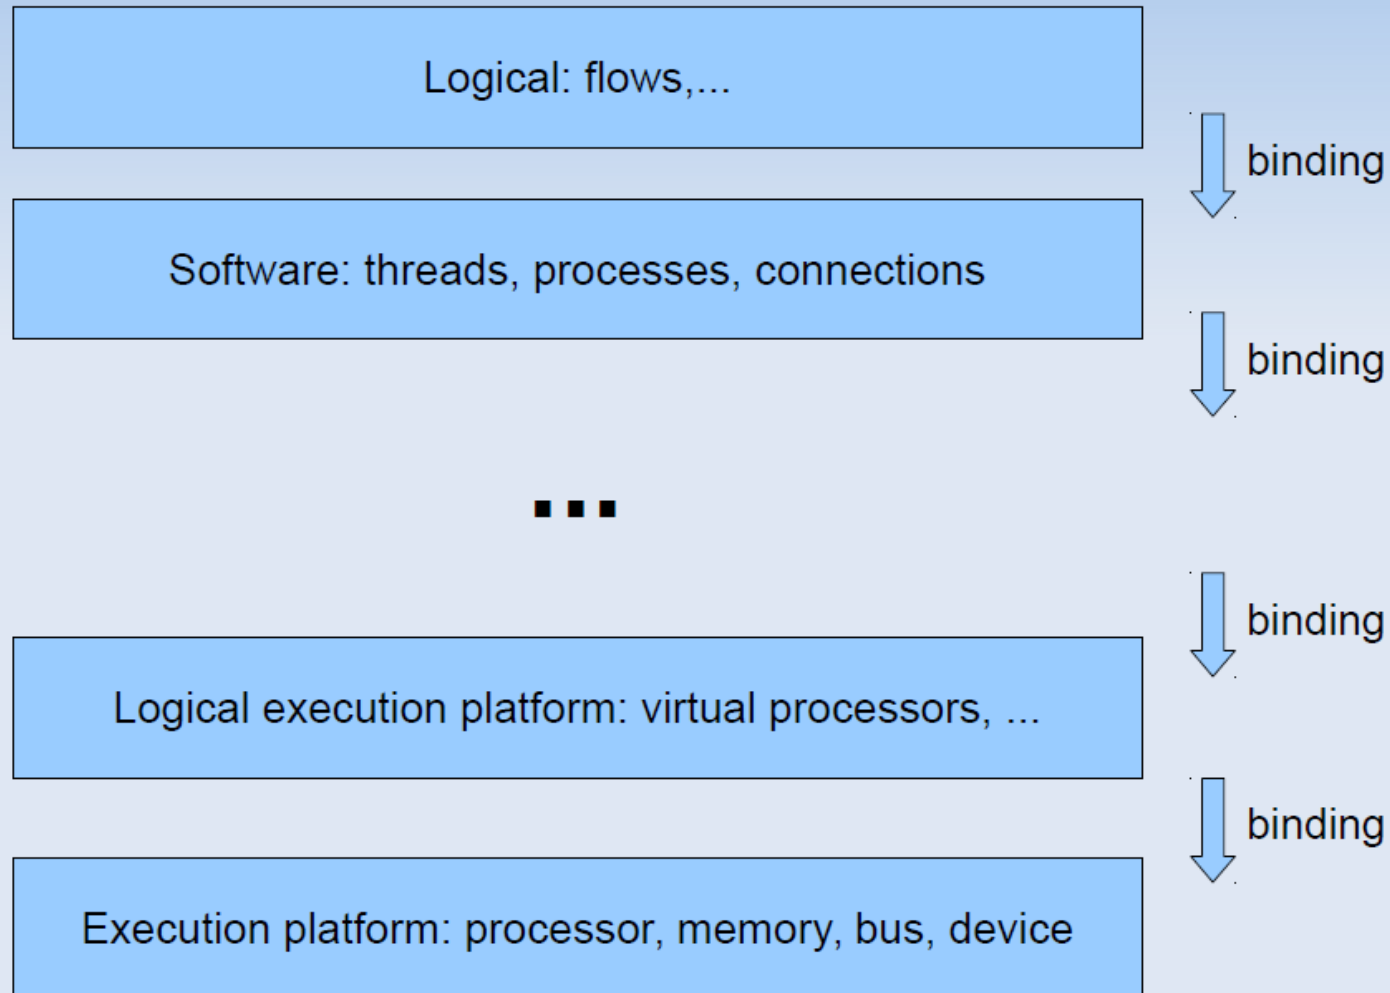 Logical: flows,...
binding
Software: threads, processes, connections
binding
...
binding
Logical execution platform: virtual processors, ...
binding
Execution platform: processor, memory, bus, device